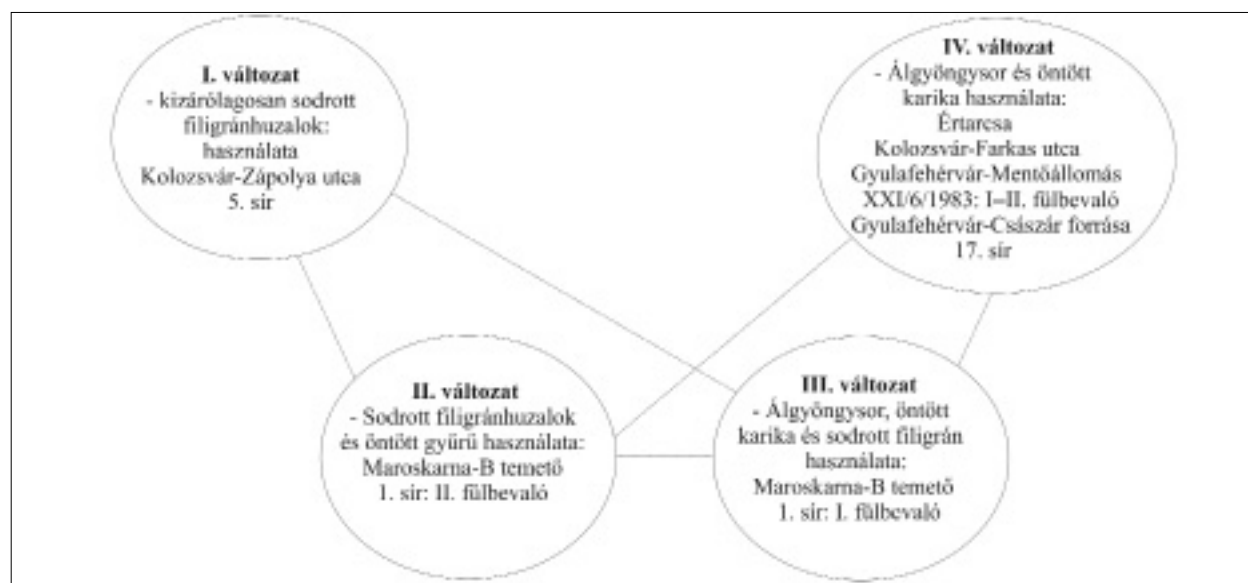 I. változat
- kizárólagosan sodrott
filigránhuzalok:
használata
Kolozsvár-Zápolya utca
5. sír
IV. változat
- Álgyöngysor és öntött
karika használata:
Értarcsa
Kolozsvár-Farkas utca
Gyulafehérvár-Mentőállomás
XXI/6/1983: I–II. fülbevaló
Gyulafehérvár-Császár forrása
17. sír
II. változat
- Sodrott filigránhuzalok
és öntött gyűrű használata:
Maroskarna-B temető
1. sír: II. fülbevaló
III. változat
- Álgyöngysor, öntött
karika és sodrott filigrán
használata:
Maroskarna-B temető
1. sír: I. fülbevaló